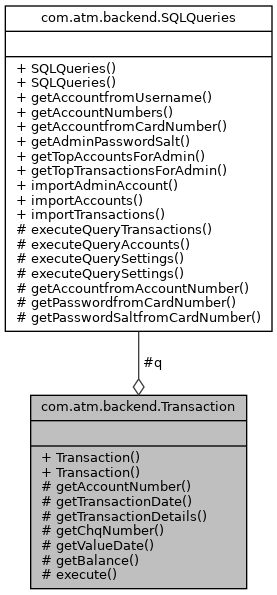 com.atm.backend.SQLQueries
+ SQLQueries()
+ SQLQueries()
+ getAccountfromUsername()
+ getAccountNumbers()
+ getAccountfromCardNumber()
+ getAdminPasswordSalt()
+ getTopAccountsForAdmin()
+ getTopTransactionsForAdmin()
+ importAdminAccount()
+ importAccounts()
+ importTransactions()
# executeQueryTransactions()
# executeQueryAccounts()
# executeQuerySettings()
# executeQuerySettings()
# getAccountfromAccountNumber()
# getPasswordfromCardNumber()
# getPasswordSaltfromCardNumber()
#q
com.atm.backend.Transaction
+ Transaction()
+ Transaction()
# getAccountNumber()
# getTransactionDate()
# getTransactionDetails()
# getChqNumber()
# getValueDate()
# getBalance()
# execute()